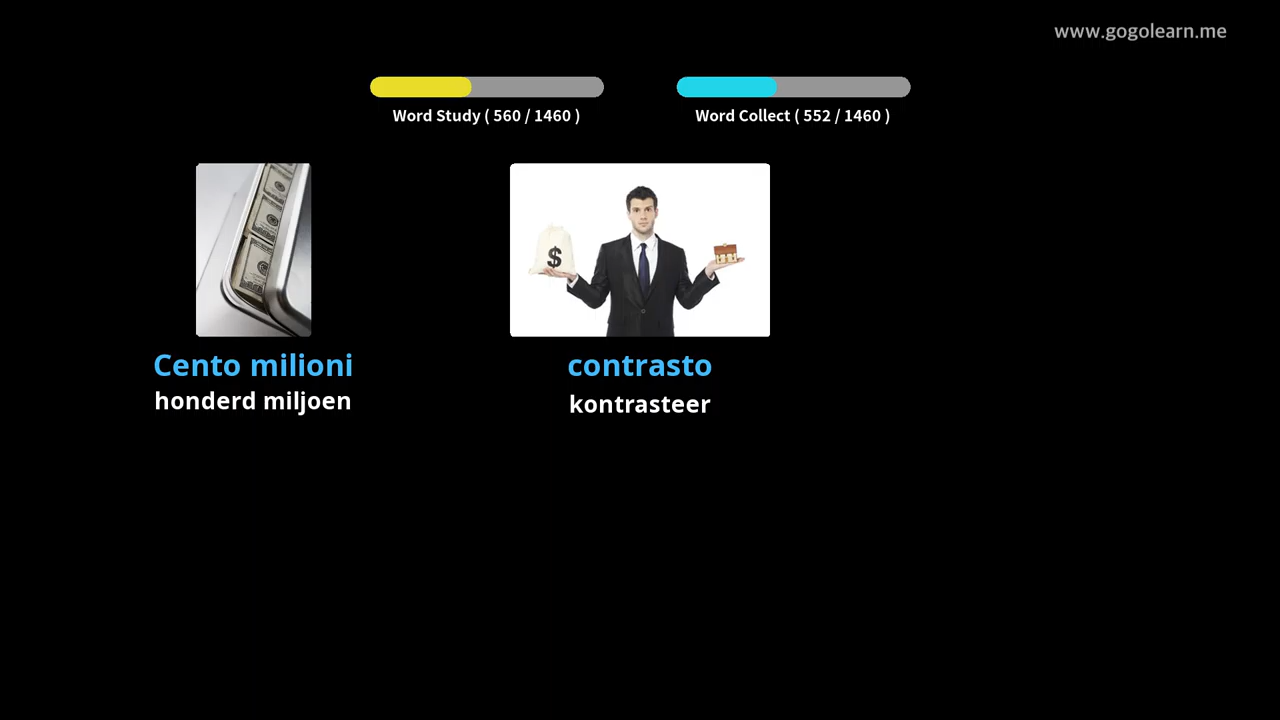 www.gogolearn.me
Word Study ( 560 / 1460 )
Word Collect ( 552 / 1460 )
$
Cento milioni
honderd miljoen
contrasto
kontrasteer